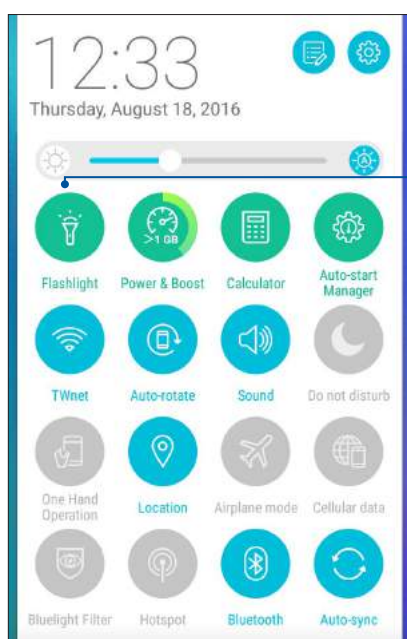 12:33
Thursday, August 18, 2016
A
>1 GB
Flashlight Power & Boost Calculator Auto-start
Manager
TWnet Auto-rotate Sound Do not disturb
One Hand
Operation Location Airplane mode Cellular data
Bluelight Filter Hotspot Bluetooth Auto-sync